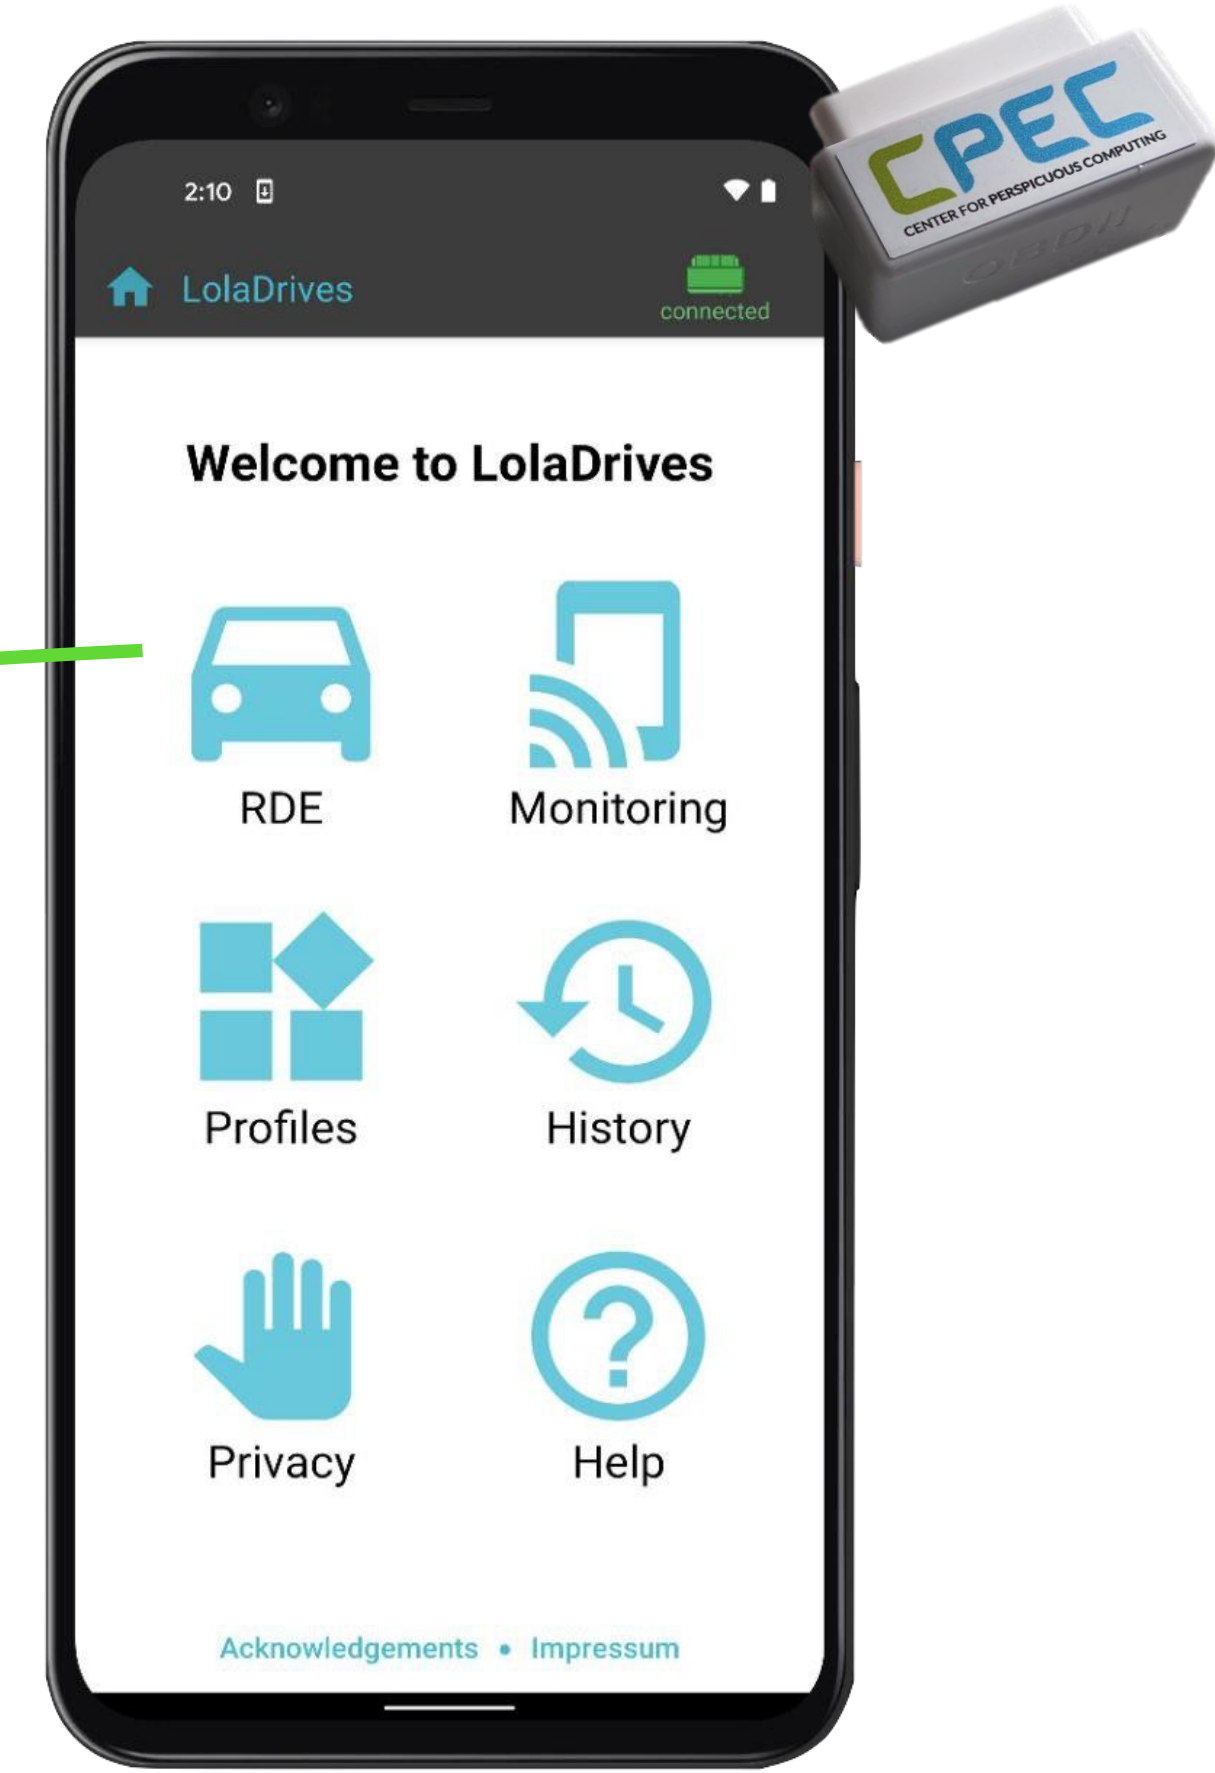 CPEC
CENTER FOR PERSPICUOUS COMPUTING
OBDII
2:10
LolaDrives
connected
Welcome to LolaDrives
RDE Monitoring
Profiles History
Privacy Help
Acknowledgements • Impressum